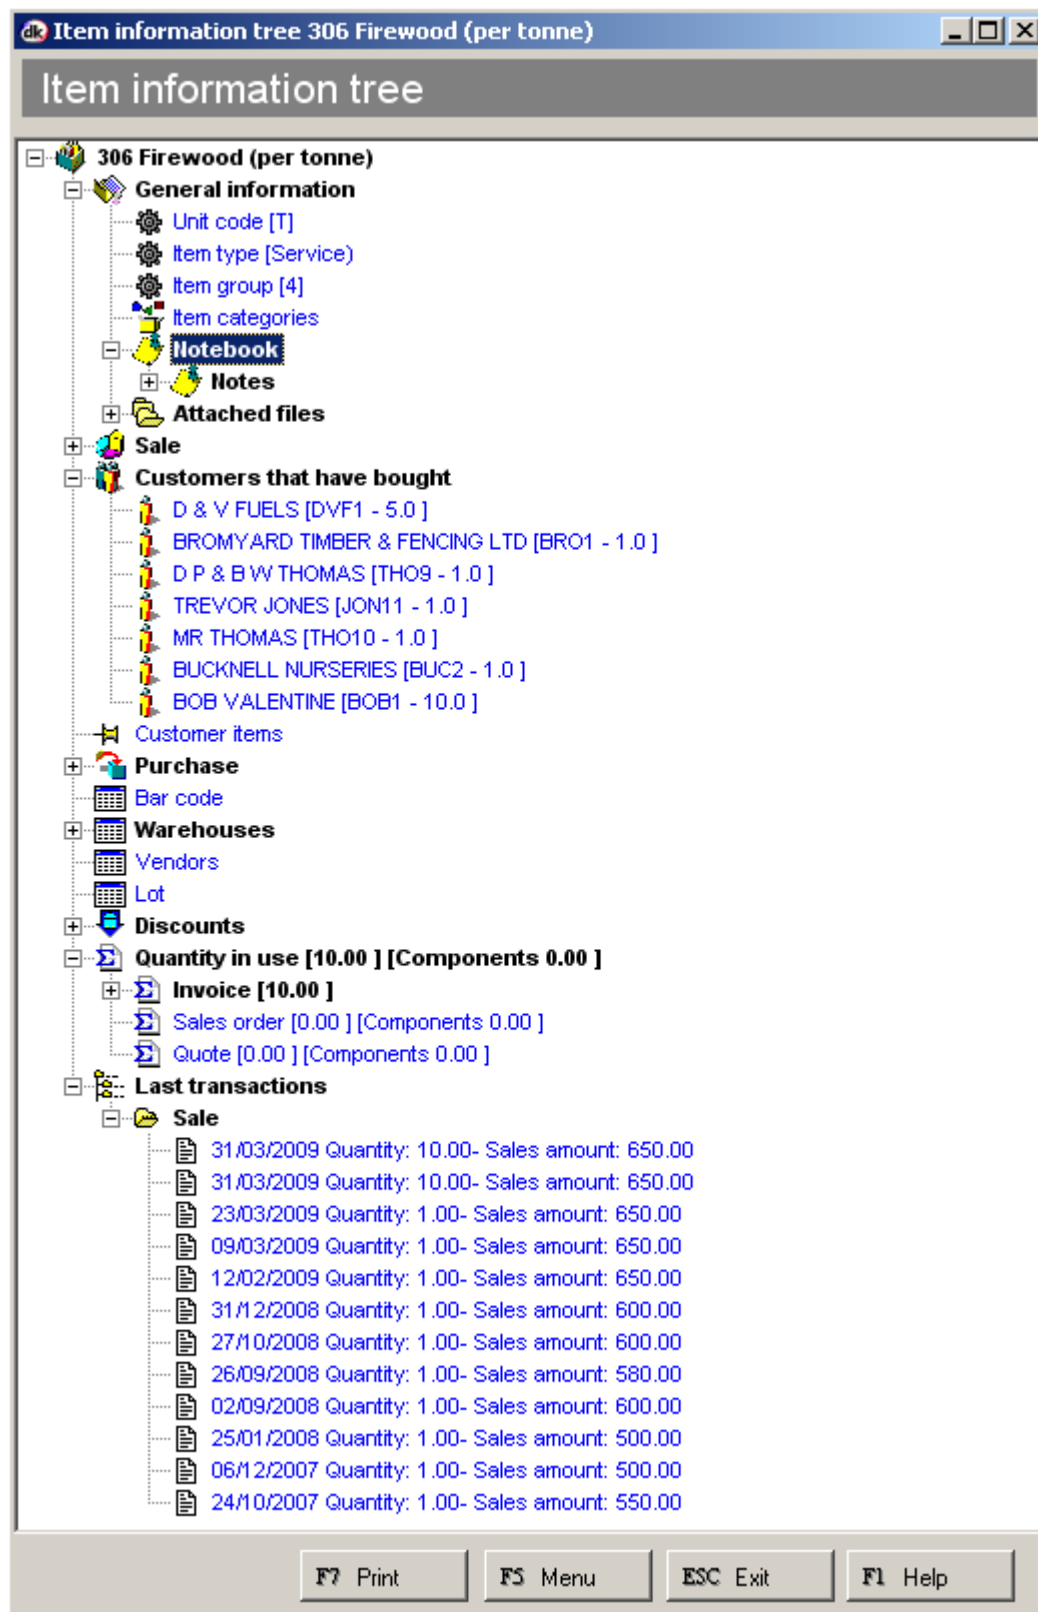 dk Item information tree 306 Firewood (per tonne)
Item information tree
306 Firewood (per tonne)
General information
Unit code [T]
Item type [Service)
Item group [4]
Item categories
Notebook
Notes
Attached files
Sale
Customers that have bought
D & V FUELS [DVF1 - 5.0 ]
BROMYARD TIMBER & FENCING LTD [BRO1 - 1.0 ]
D P & B W THOMAS [THO9 - 1.0 ]
TREVOR JONES [JON11 - 1.0 ]
MR THOMAS [THO10 - 1.0 ]
BUCKNELL NURSERIES [BUC2 - 1.0 ]
BOB VALENTINE [BOB1 - 10.0 ]
Customer items
Purchase
Bar code
Warehouses
Vendors
Lot
Discounts
Quantity in use [10.00 ] [Components 0.00 ]
Invoice [10.00 ]
Sales order [0.00 ] [Components 0.00 ]
Quote [0.00 ] [Components 0.00 ]
Last transactions
Sale
31/03/2009 Quantity: 10.00- Sales amount: 650.00
31/03/2009 Quantity: 10.00- Sales amount: 650.00
23/03/2009 Quantity: 1.00- Sales amount: 650.00
09/03/2009 Quantity: 1.00- Sales amount: 650.00
12/02/2009 Quantity: 1.00- Sales amount: 650.00
31/12/2008 Quantity: 1.00- Sales amount: 600.00
27/10/2008 Quantity: 1.00- Sales amount: 600.00
26/09/2008 Quantity: 1.00- Sales amount: 580.00
02/09/2008 Quantity: 1.00- Sales amount: 600.00
25/01/2008 Quantity: 1.00- Sales amount: 500.00
06/12/2007 Quantity: 1.00- Sales amount: 500.00
24/10/2007 Quantity: 1.00- Sales amount: 550.00
F7 Print F5 Menu ESC Exit F1 Help